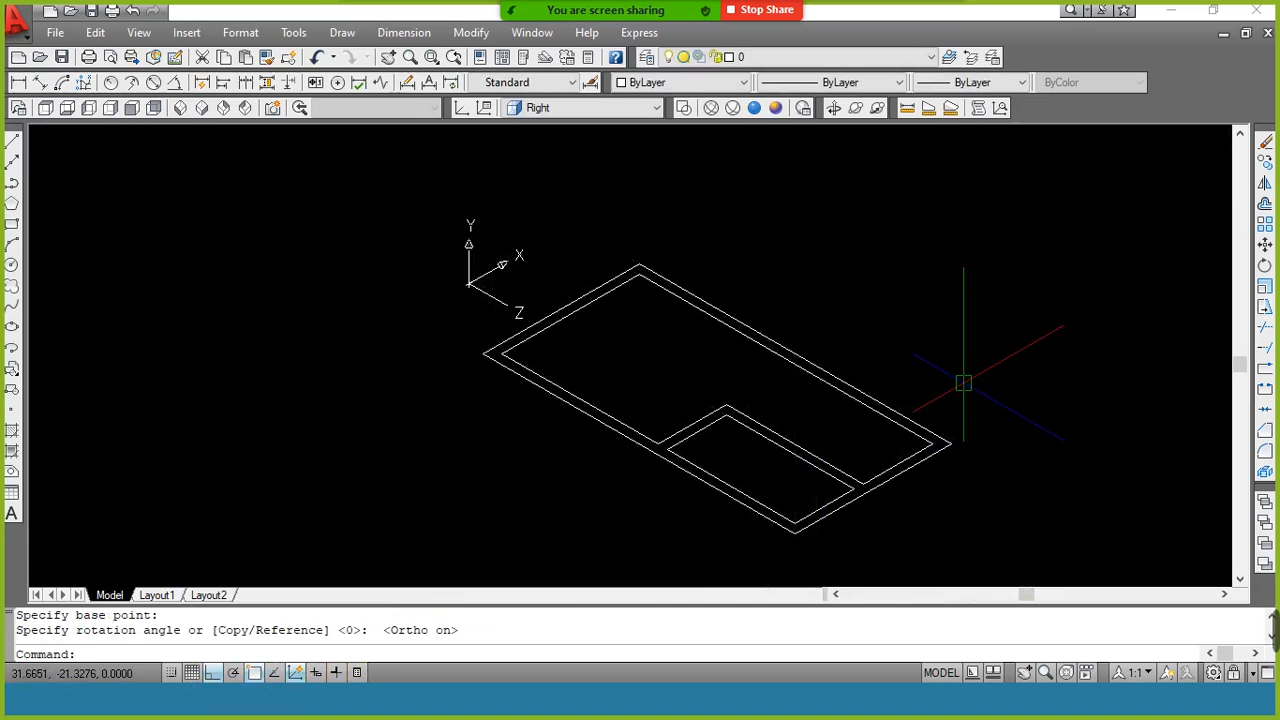 You are screen sharing
Stop Share
File Edit View Insert Format Tools Draw Dimension Modify Window Help Express
0
Standard ByLayer ByLayer ByLayer ByColor
Right
Y
X
Z
Model Layout1 Layout2
Specify base point:
Specify rotation angle or [Copy/Reference] <0>: <Ortho on>
Command:
31.6651, -21.3276, 0.0000 MODEL 1:1